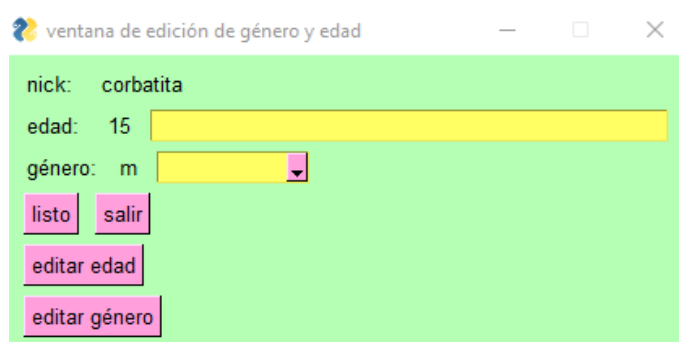 ventana de edición de género y edad
nick: corbatita
edad: 15
género: m
listo salir
editar edad
editar género